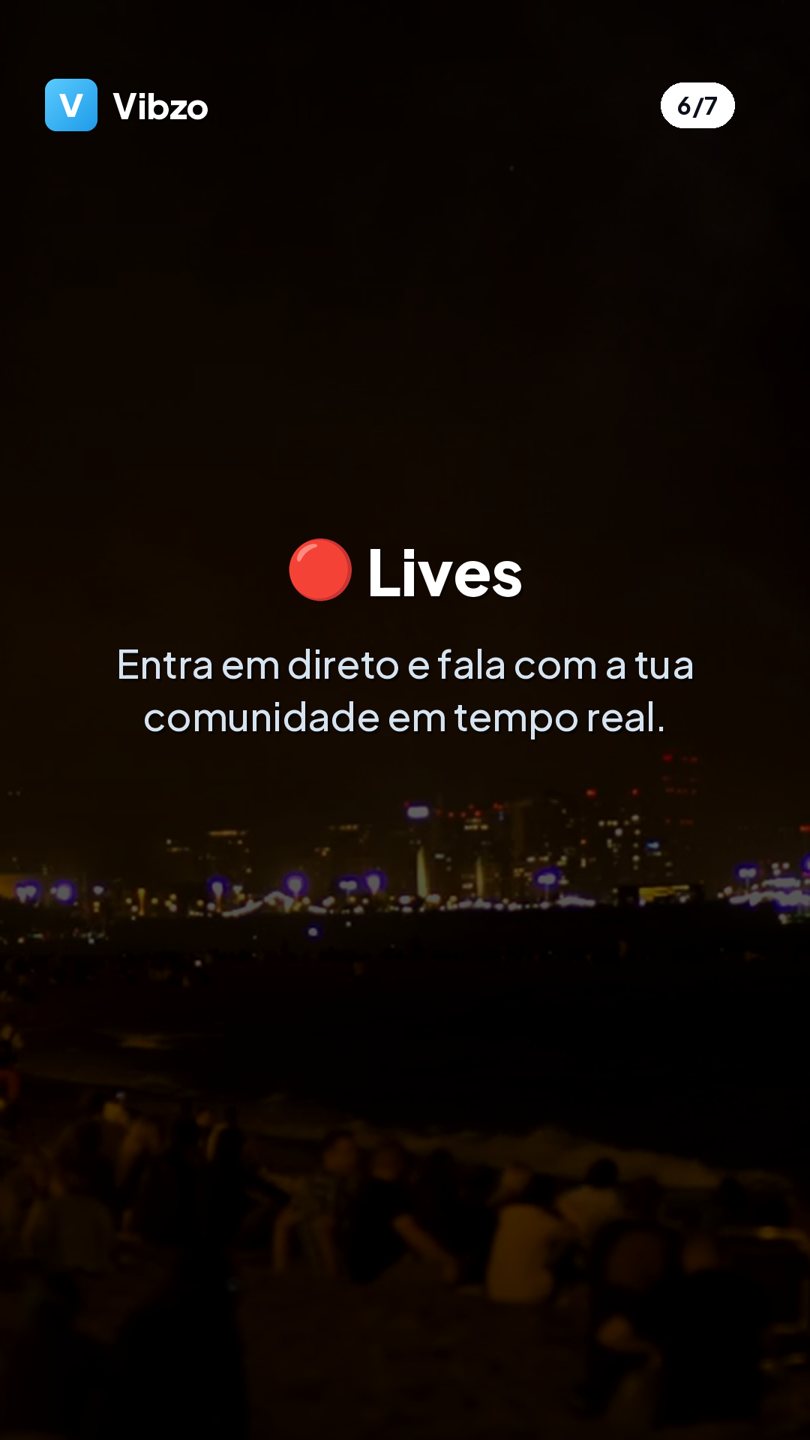 V Vibzo
6/7
🔴 Lives
Entra em direto e fala com a tua
comunidade em tempo real.